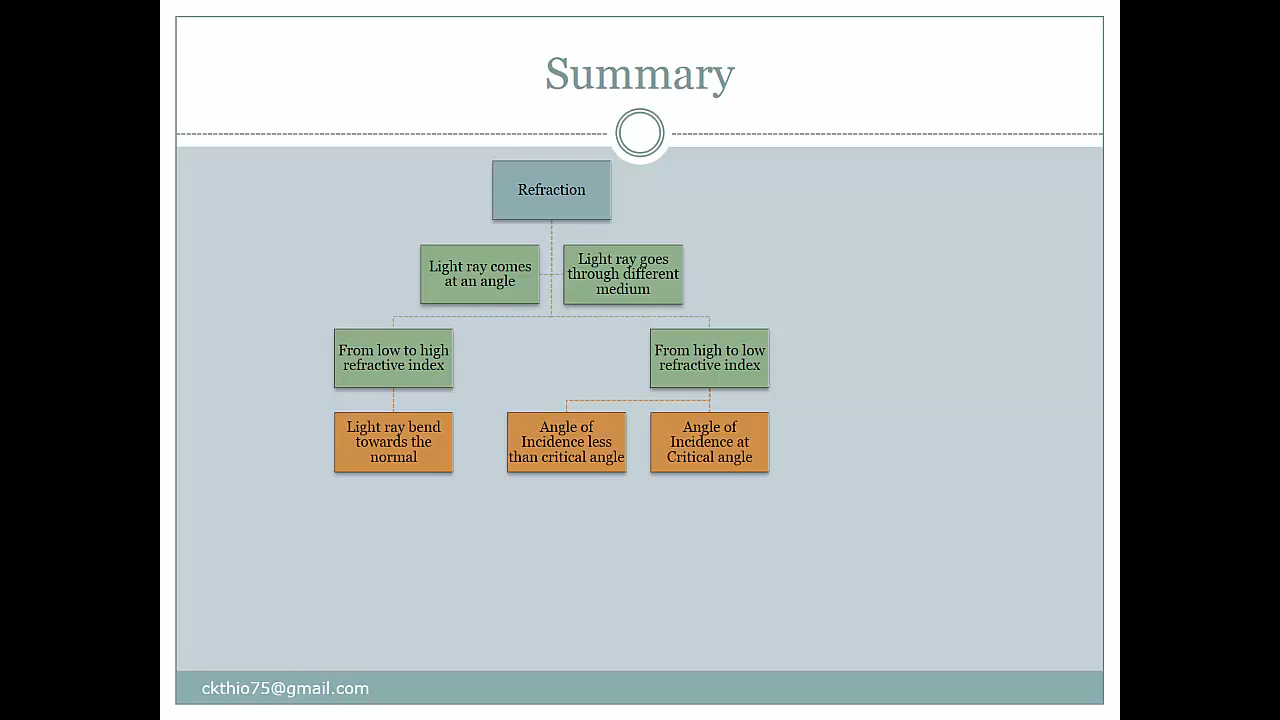 Summary
Refraction
Light ray comes
at an angle
Light ray goes
through different
medium
From low to high
refractive index
From high to low
refractive index
Light ray bend
towards the
normal
Angle of
Incidence less
than critical angle
Angle of
Incidence at
Critical angle
ckthio75@gmail.com